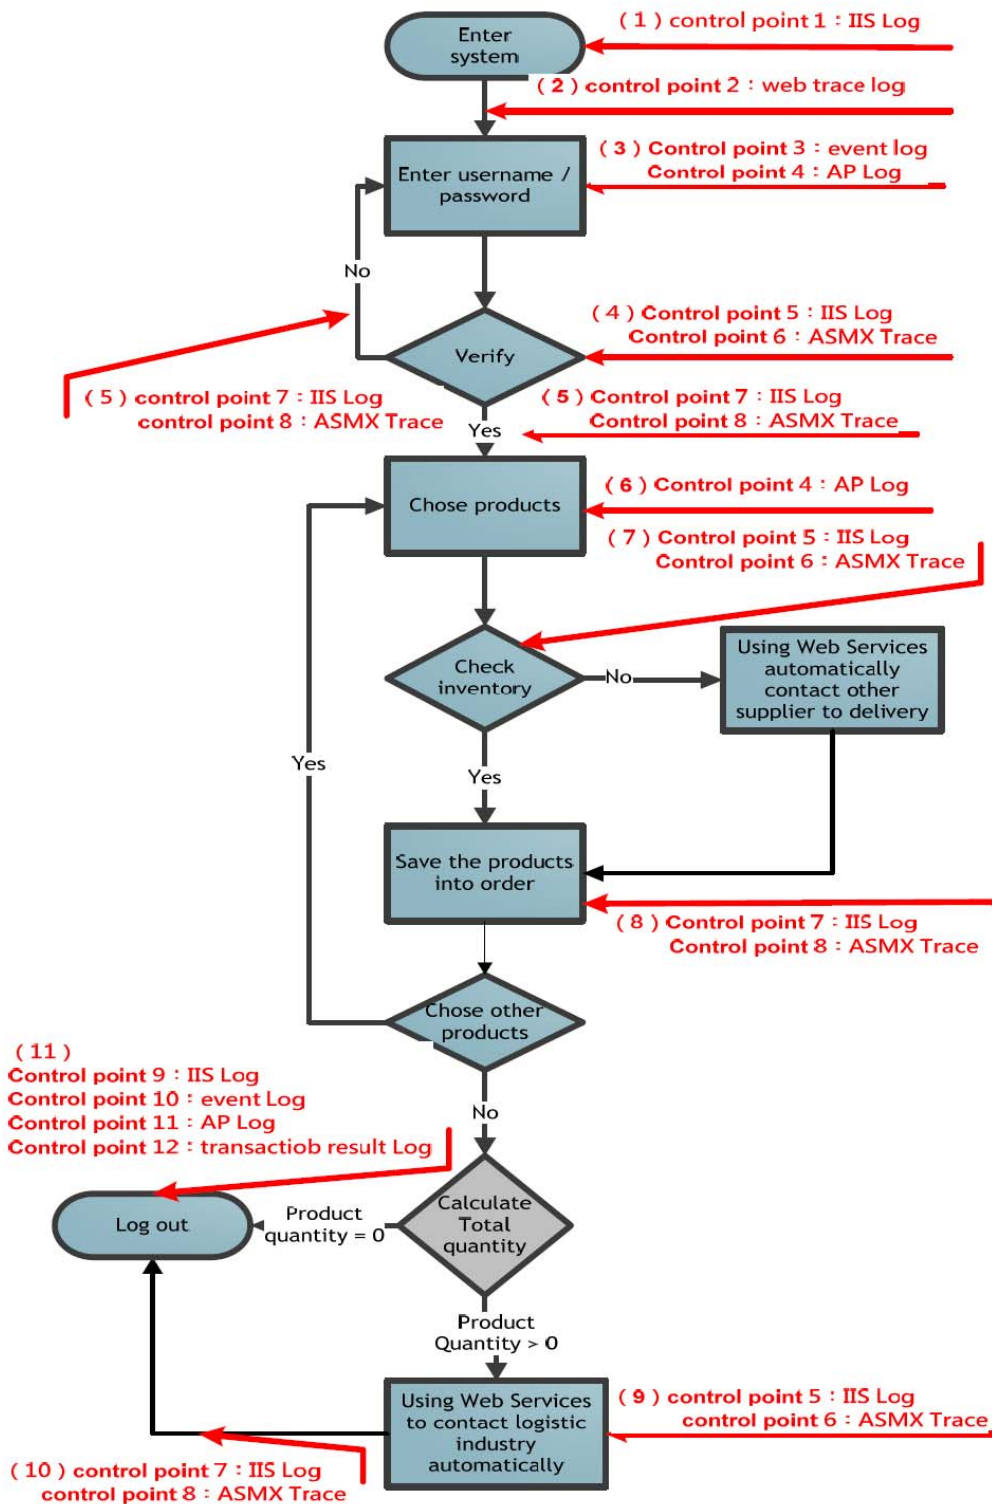 Enter
system
(1) control point 1：IIS Log
(2) control point 2：web trace log
Enter username /
password
(3) Control point 3：event log
Control point 4：AP Log
No
Verify
(4) Control point 5：IIS Log
Control point 6：ASMX Trace
(5) control point 7：IIS Log
control point 8：ASMX Trace
Yes
(5) Control point 7：IIS Log
Control point 8：ASMX Trace
Chose products
(6) Control point 4：AP Log
(7) Control point 5：IIS Log
Control point 6：ASMX Trace
Check
inventory
No
Using Web Services
automatically
contact other
supplier to delivery
Yes
Yes
Save the products
into order
(8) Control point 7：IIS Log
Control point 8：ASMX Trace
Chose other
products
(11)
Control point 9：IIS Log
Control point 10：event Log
Control point 11：AP Log
Control point 12：transactiob result Log
No
Calculate
Total
quantity
Product
quantity = 0
Log out
Product
Quantity > 0
Using Web Services
to contact logistic
industry
automatically
(9) control point 5：IIS Log
control point 6：ASMX Trace
(10) control point 7：IIS Log
control point 8：ASMX Trace